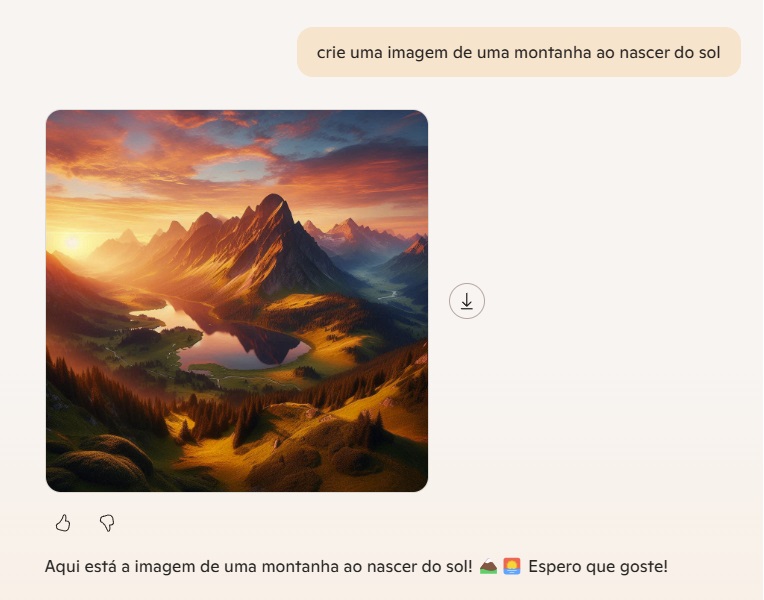 crie uma imagem de uma montanha ao nascer do sol
Aqui está a imagem de uma montanha ao nascer do sol! ⛰️ 🌅 Espero que goste!